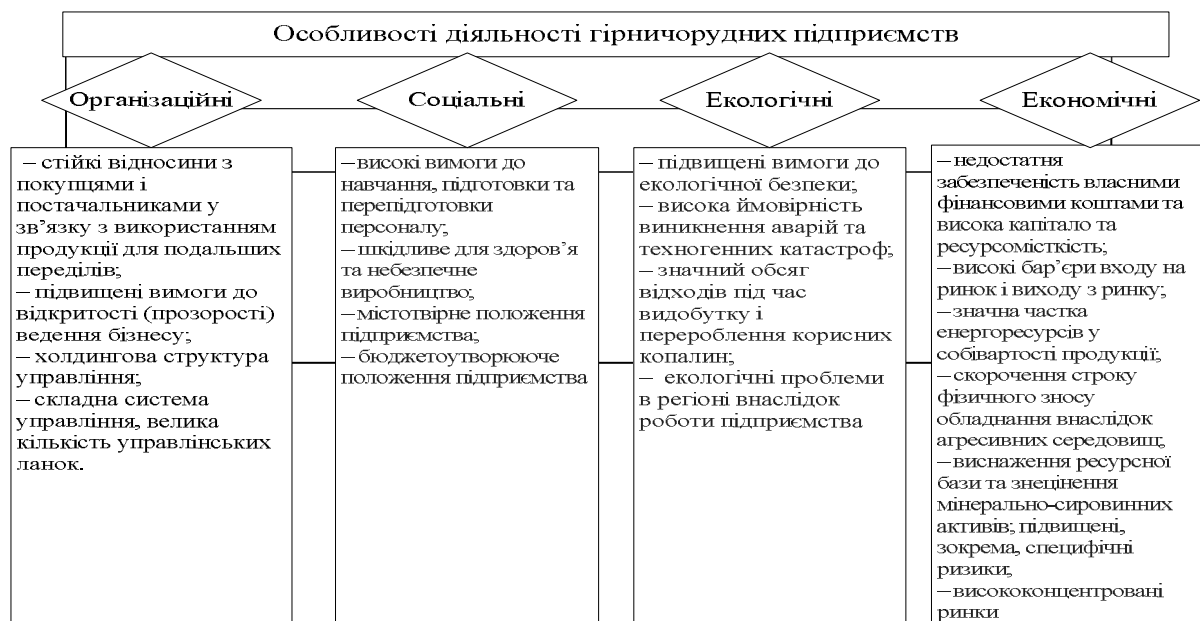 Особливості діяльності гірничорудних підприємств
Організаційні
Соціальні
Екологічні
Економічні
– стійкі відносини з
покупцями і
постачальниками у
зв’язку з використанням
продукції для подальших
переділів;
– підвищені вимоги до
відкритості (прозорості)
ведення бізнесу;
– холдингова структура
управління;
– складна система
управління, велика
кількість управлінських
ланок.
– високі вимоги до
навчання, підготовки та
перепідготовки
персоналу;
– шкідливе для здоров’я
та небезпечне
виробництво;
– містотвірне положення
підприємства;
– бюджетоутворююче
положення підприємства
– підвищені вимоги до
екологічної безпеки;
– висока ймовірність
виникнення аварій та
техногенних катастроф;
– значний обсяг
відходів під час
видобутку і
перероблення корисних
копалин;
– екологічні проблеми
в регіоні внаслідок
роботи підприємства
– недостатня
забезпеченість власними
фінансовими коштами та
висока капітало та
ресурсомісткість;
– високі бар’єри входу на
ринок і виходу з ринку;
– значна частка
енергоресурсів у
собівартості продукції;
– скорочення строку
фізичного зносу
обладнання внаслідок
агресивних середовищ;
– виснаження ресурсної
бази та знецінення
мінерально-сировинних
активів; підвищені,
зокрема, специфічні
ризики;
– висококонцентровані
ринки